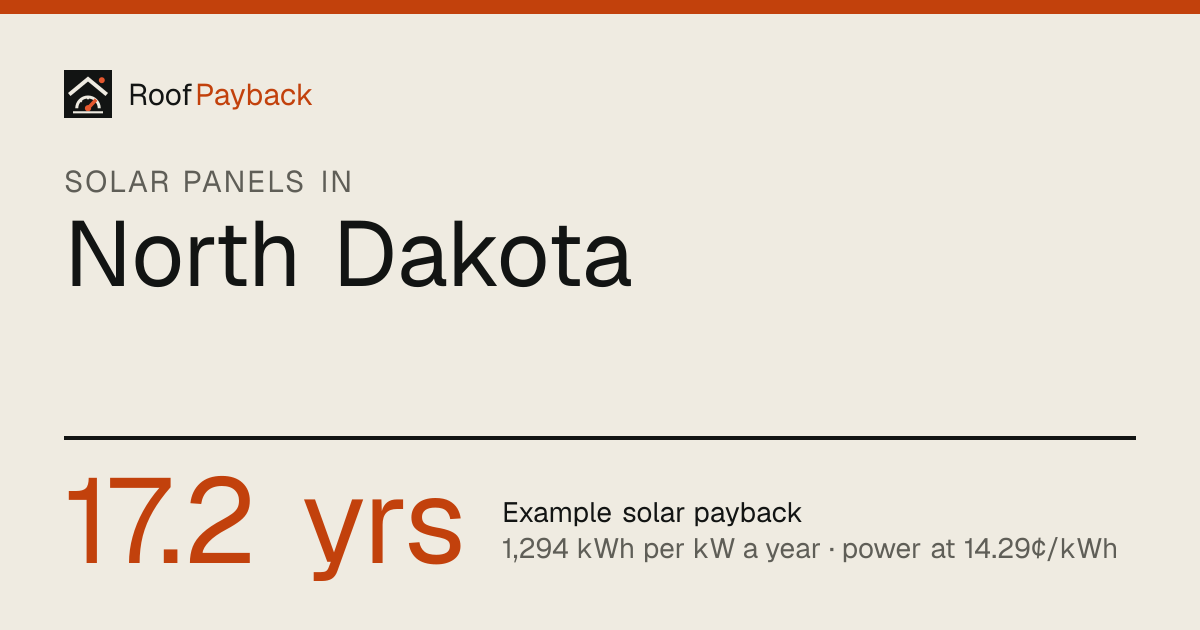 RoofPayback
SOLAR PANELS IN
North Dakota
17.2 yrs
Example solar payback
1,294 kWh per kW a year · power at 14.29¢/kWh